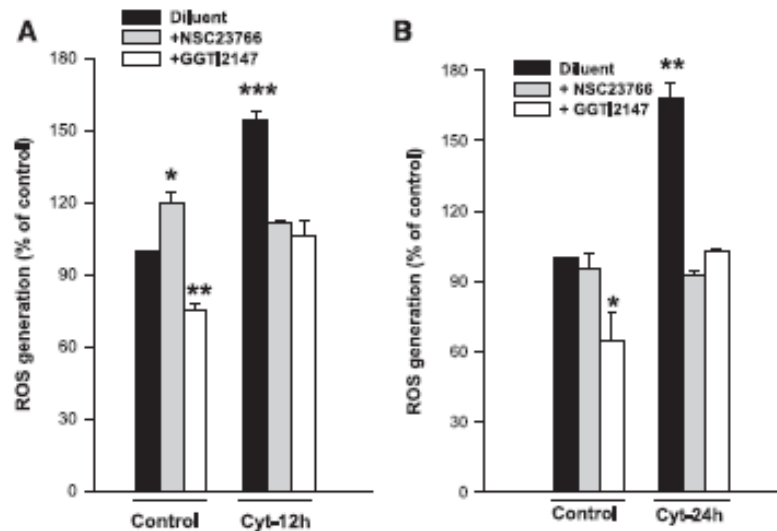 A
Diluent
+NSC23766
+GGTI2147
ROS generation (% of control)
180
150
120
90
60
30
0
*
**
***
Control
Cyt-12h
B
Diluent
+ NSC23766
+ GGTI2147
ROS generation (% of control)
180
150
120
90
60
30
0
*
**
Control
Cyt-24h